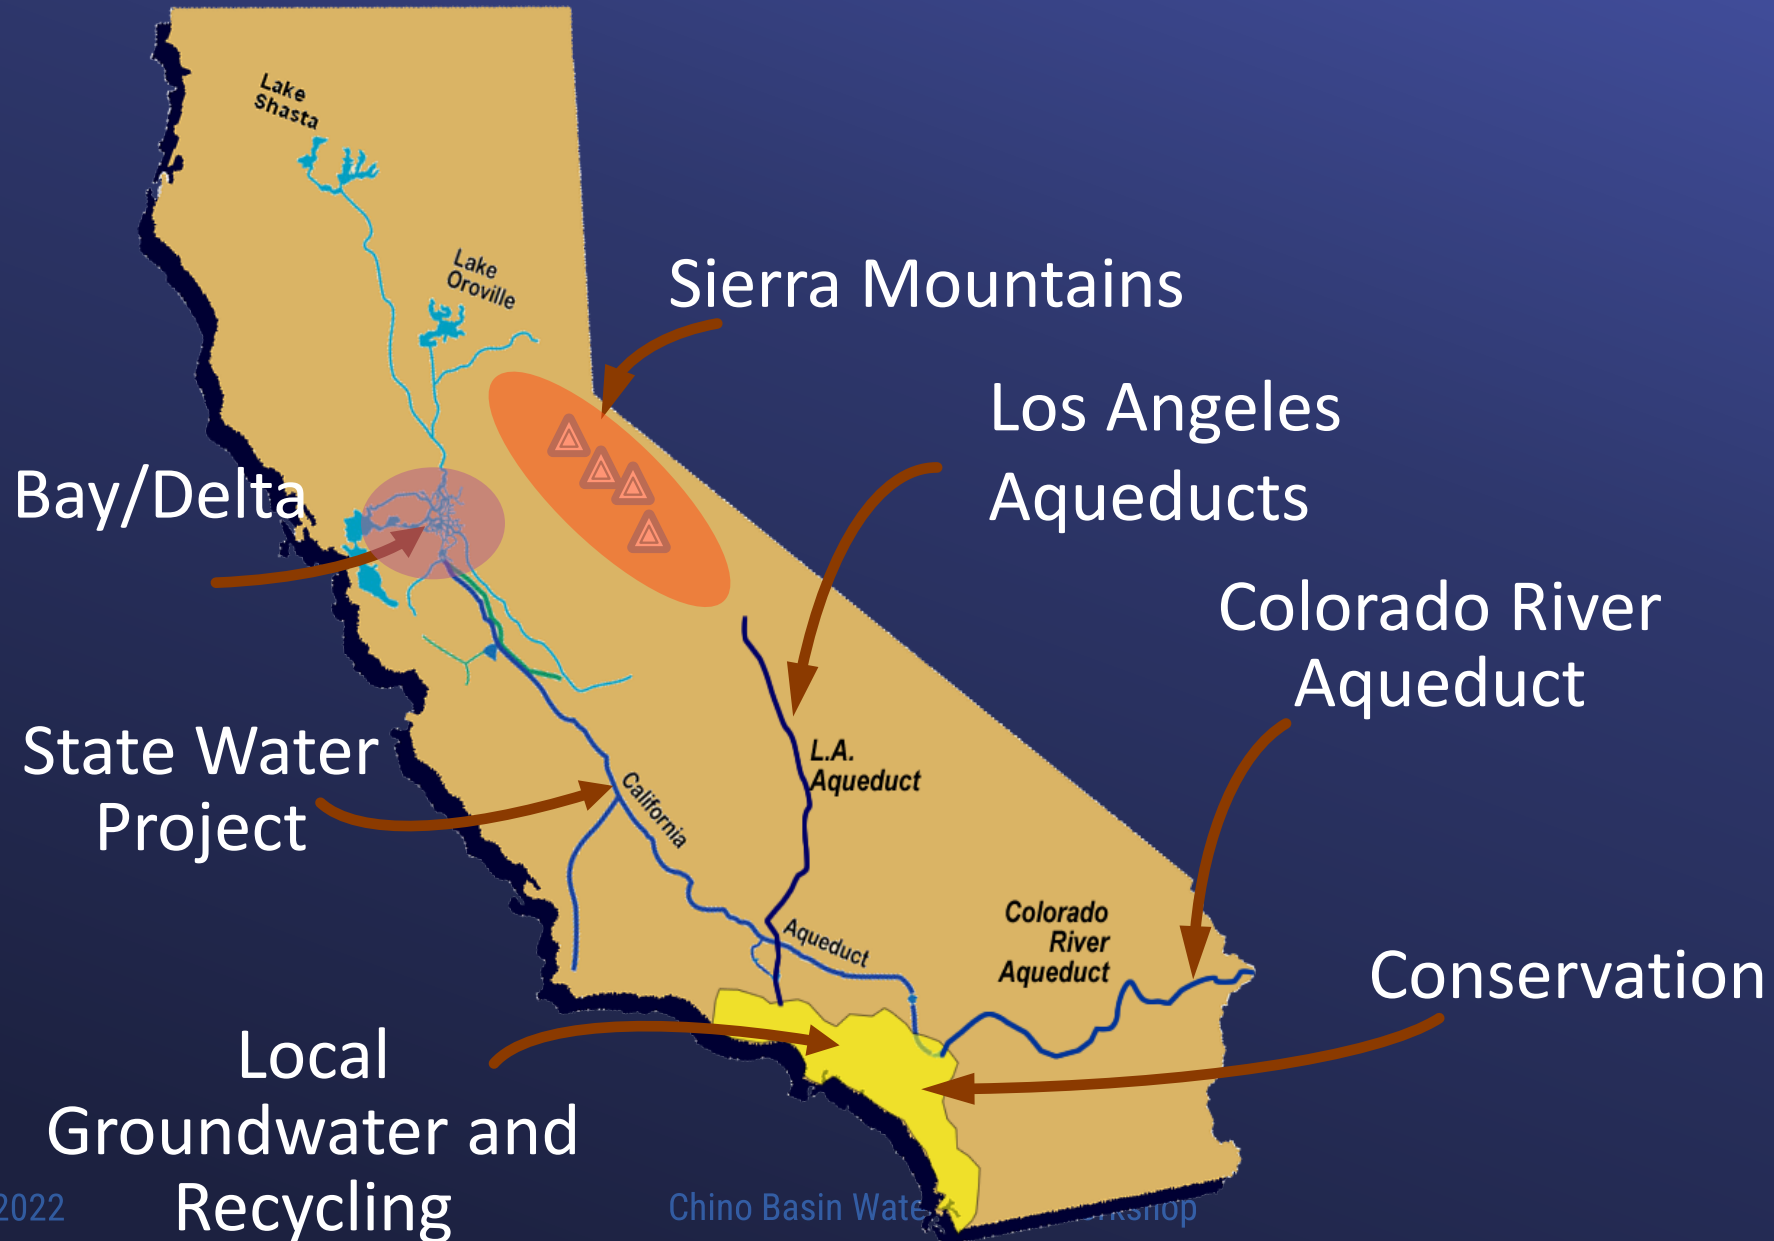 Lake
Shasta
Lake
Oroville
Sierra Mountains
Los Angeles
Aqueducts
Bay/Delta
Colorado River
Aqueduct
State Water
Project
L.A.
Aqueduct
California
Aqueduct
Colorado
River
Aqueduct
Conservation
Local
Groundwater and
Recycling
2022
Chino Basin